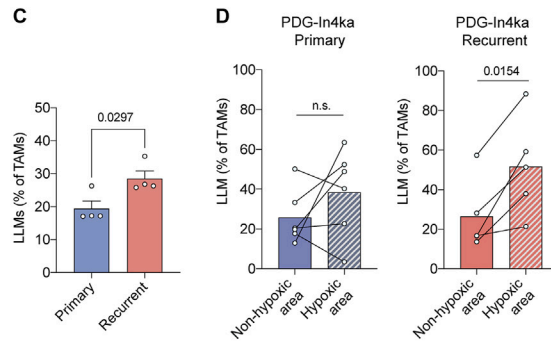 C
LLMs (% of TAMs)
50
40
30
20
10
0
0.0297
Primary
Recurrent
D
PDG-In4ka
Primary
LLM (% of TAMs)
100
80
60
40
20
0
n.s.
Non-hypoxic
area
Hypoxic
area
PDG-In4ka
Recurrent
LLM (% of TAMs)
100
80
60
40
20
0
0.0154
Non-hypoxic
area
Hypoxic
area